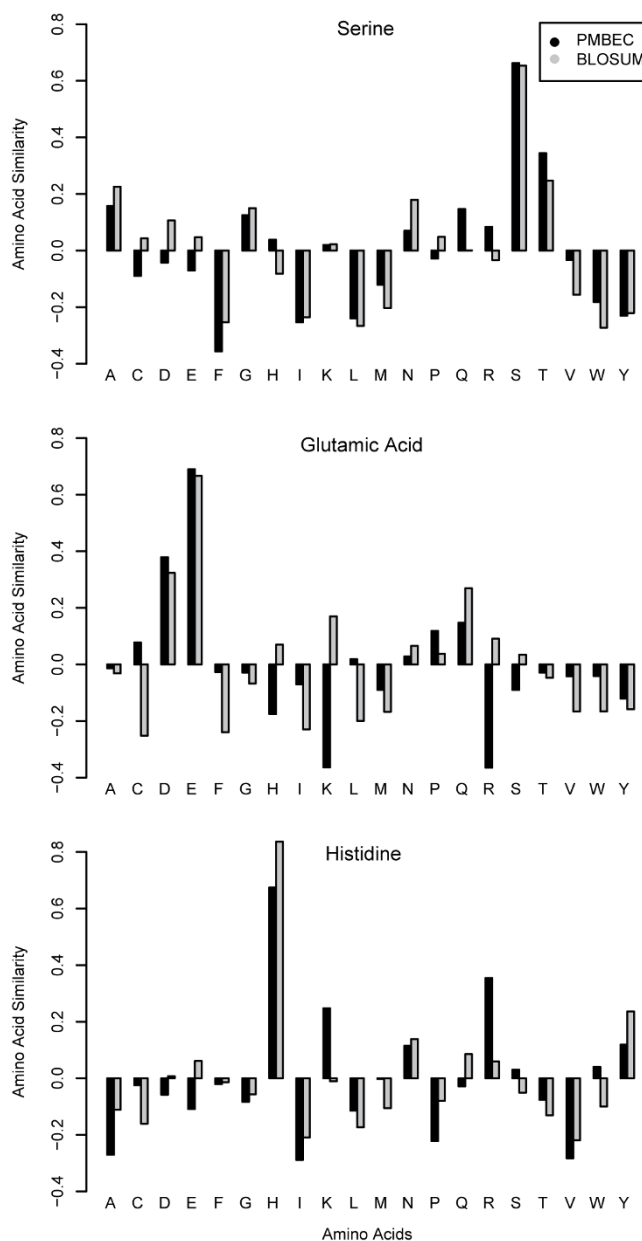 Serine
PMBEC
BLOSUM
Amino Acid Similarity
0.8
0.6
0.4
0.2
0.0
−0.2
−0.4
A C D E F G H I K L M N P Q R S T V W Y
Glutamic Acid
Amino Acid Similarity
0.8
0.6
0.4
0.2
0.0
−0.2
−0.4
A C D E F G H I K L M N P Q R S T V W Y
Histidine
Amino Acid Similarity
0.8
0.6
0.4
0.2
0.0
−0.2
−0.4
A C D E F G H I K L M N P Q R S T V W Y
Amino Acids